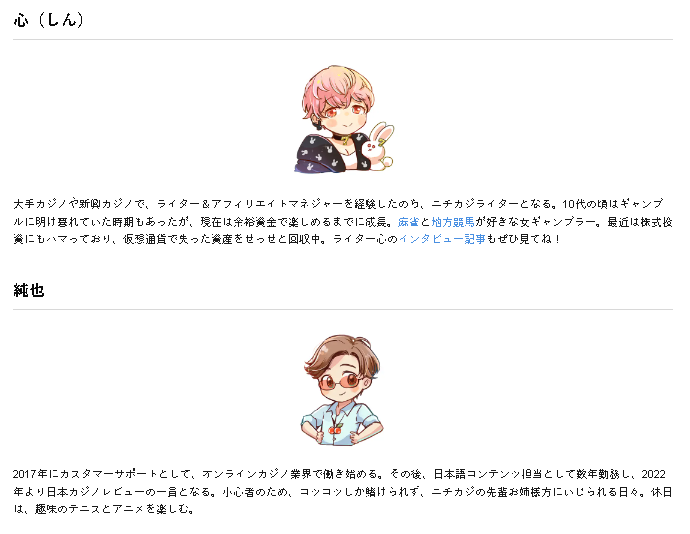 心（しん）
大手カジノや新興カジノで、ライター＆アフィリエイトマネジャーを経験したのち、ニチカジライターとなる。10代の頃はギャンブ
ルに明け暮れていた時期もあったが、現在は余裕資金で楽しめるまでに成長。麻雀と地方競馬が好きな女ギャンブラー。最近は株式投
資にもハマっており、仮想通貨で失った資産をせっせと回収中。ライター心のインタビュー記事もぜひ見てね！
純也
2017年にカスタマーサポートとして、オンラインカジノ業界で働き始める。その後、日本語コンテンツ担当として数年勤務し、2022
年より日本カジノレビューの一員となる。小心者のため、コツコツしか賭けられず、ニチカジの先輩お姉様方にいじられる日々。休日
は、趣味のテニスとアニメを楽しむ。